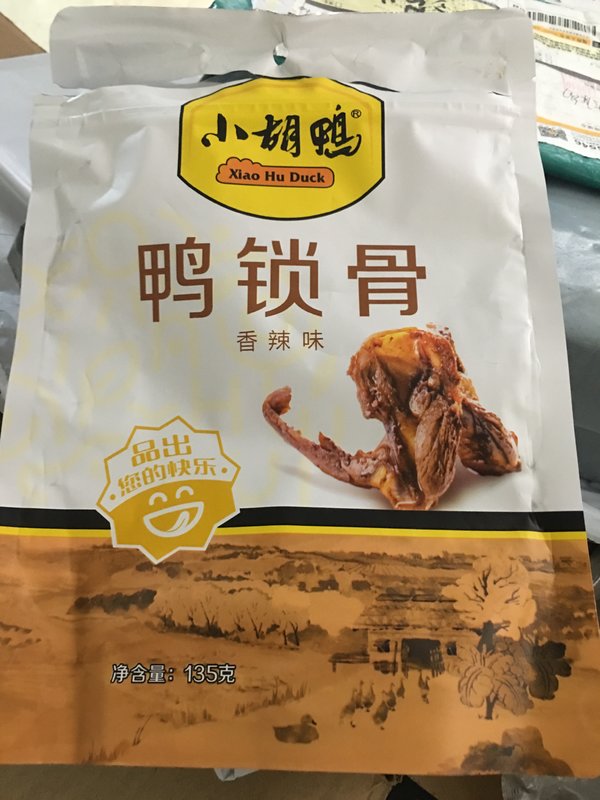 小胡鸭®
Xiao Hu Duck
鸭锁骨
香辣味
品出
您的快乐
净含量：135克